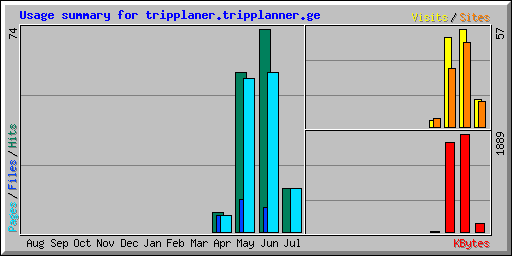 Usage summary for tripplaner.tripplanner.ge
Visits/Sites
74
57
Pages/Files/Hits
1889
Aug Sep Oct Nov Dec Jan Feb Mar Apr May Jun Jul
KBytes